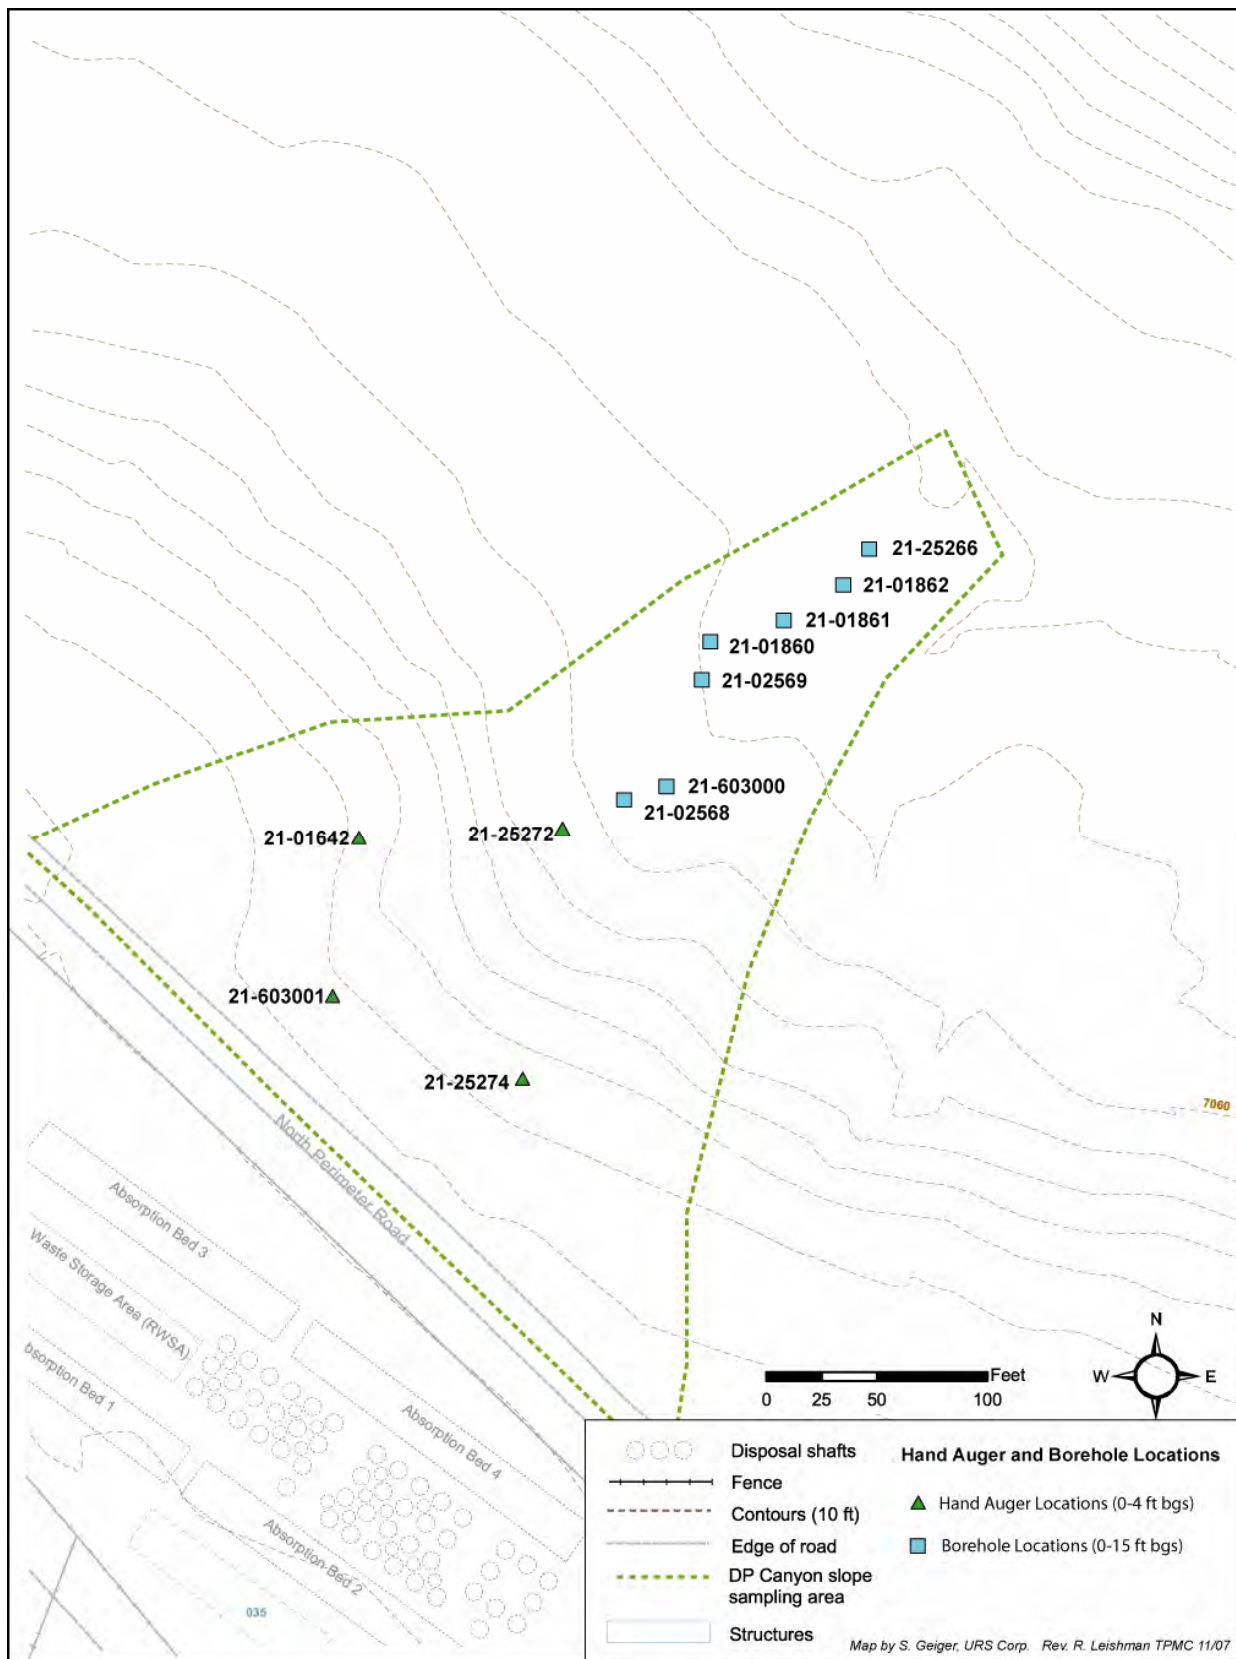 21-25266
21-01862
21-01861
21-01860
21-02569
21-603000
21-02568
21-25272
21-01642
21-603001
21-25274
7060
North Perimeter Road
Absorption Bed 3
Waste Storage Area (RWSA)
bsorption Bed 1
Absorption Bed 4
Absorption Bed 2
035
N
W E
Feet
0 25 50 100
Disposal shafts
Fence
Contours (10 ft)
Edge of road
DP Canyon slope
sampling area
Structures
Hand Auger and Borehole Locations
Hand Auger Locations (0-4 ft bgs)
Borehole Locations (0-15 ft bgs)
Map by S. Geiger, URS Corp. Rev. R. Leishman TPMC 11/07